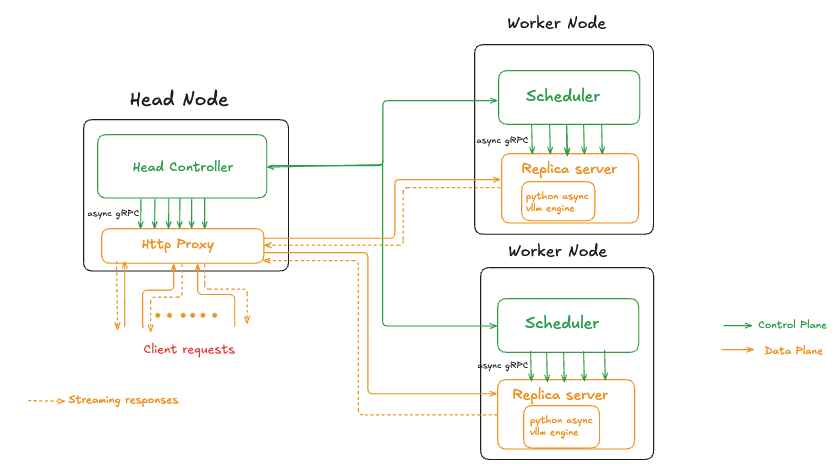 Worker Node
Head Node
Scheduler
async gRPC
Head Controller
Replica server
python async
vllm engine
async gRPC
Http Proxy
Worker Node
Scheduler
Control Plane
Client requests
Data Plane
async gRPC
Replica server
Streaming responses
python async
vllm engine